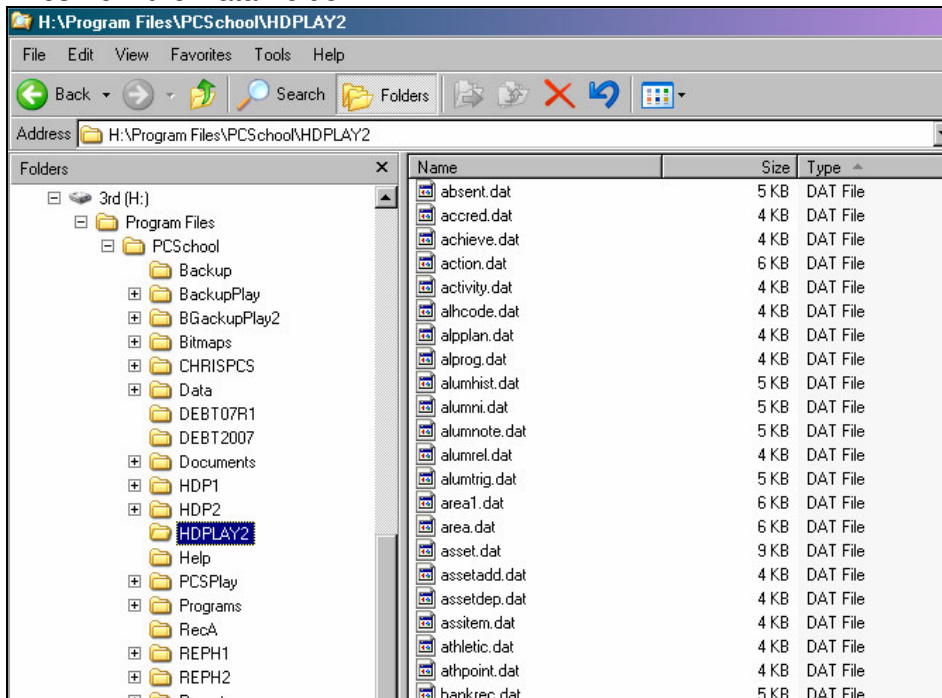 H:\Program Files\PCSchool\HDPLAY2
File Edit View Favorites Tools Help
Back Search Folders
Address H:\Program Files\PCSchool\HDPLAY2
Folders x
3rd (H:)
Program Files
PCSchool
Backup
BackupPlay
BGackupPlay2
Bitmaps
CHRISPCS
Data
DEBT07R1
DEBT2007
Documents
HDP1
HDP2
HDPLAY2
Help
PCSPlay
Programs
RecA
REPH1
REPH2
Name Size Type
absent.dat 5 KB DAT File
accred.dat 4 KB DAT File
achieve.dat 4 KB DAT File
action.dat 6 KB DAT File
activity.dat 4 KB DAT File
alhcode.dat 4 KB DAT File
alpplan.dat 4 KB DAT File
alprog.dat 4 KB DAT File
alumhist.dat 5 KB DAT File
alumni.dat 5 KB DAT File
alumnote.dat 5 KB DAT File
alumrel.dat 4 KB DAT File
alumtrig.dat 5 KB DAT File
area1.dat 6 KB DAT File
area.dat 6 KB DAT File
asset.dat 9 KB DAT File
assetadd.dat 4 KB DAT File
assetdep.dat 4 KB DAT File
assitem.dat 4 KB DAT File
athletic.dat 4 KB DAT File
athpoint.dat 4 KB DAT File
bankrec.dat 5 KB DAT File